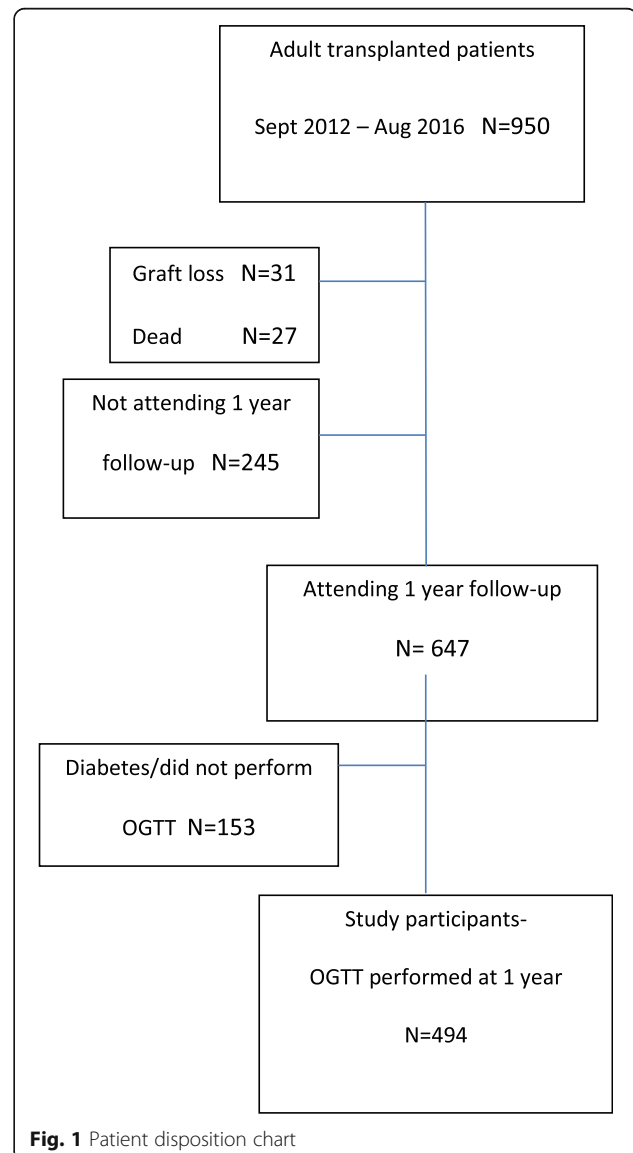 Adult transplanted patients
Sept 2012 – Aug 2016 N=950
Graft loss N=31
Dead N=27
Not attending 1 year
follow-up N=245
Attending 1 year follow-up
N= 647
Diabetes/did not perform
OGTT N=153
Study participants-
OGTT performed at 1 year
N=494
Fig. 1 Patient disposition chart